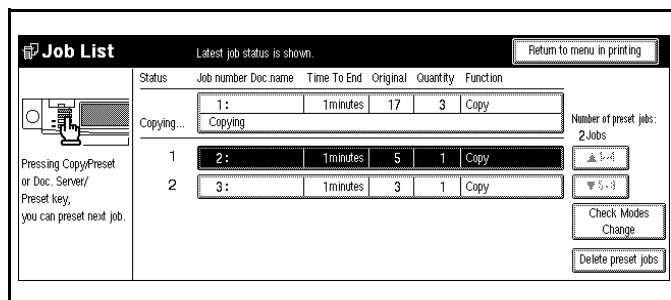 Job List
Latest job status is shown.
Return to menu in printing
Status Job number Doc.name Time To End Original Quantity Function
1: 1minutes 17 3 Copy
Copying... Copying
Number of preset jobs:
2Jobs
1 2: 1minutes 5 1 Copy
2 3: 1minutes 3 1 Copy
Pressing Copy/Preset
or Doc. Server/
Preset key,
you can preset next job.
Check Modes
Change
Delete preset jobs